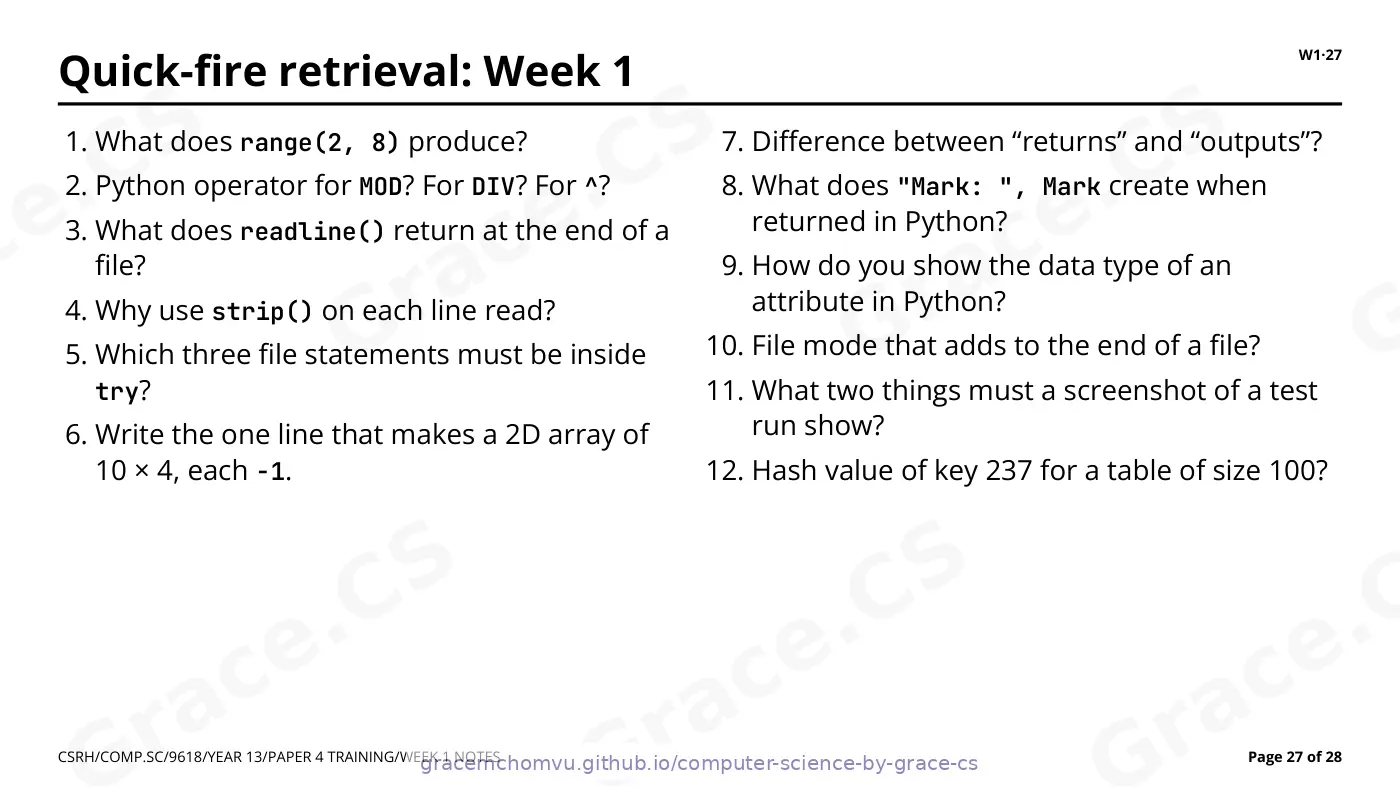 Quick-fire retrieval: Week 1
W1·27
1. What does range(2, 8) produce?
2. Python operator for MOD? For DIV? For ^?
3. What does readline() return at the end of a
file?
4. Why use strip() on each line read?
5. Which three file statements must be inside
try?
6. Write the one line that makes a 2D array of
10 × 4, each -1.
7. Difference between “returns” and “outputs”?
8. What does "Mark: ", Mark create when
returned in Python?
9. How do you show the data type of an
attribute in Python?
10. File mode that adds to the end of a file?
11. What two things must a screenshot of a test
run show?
12. Hash value of key 237 for a table of size 100?
Grace.CS
CSRH/COMP.SC/9618/YEAR 13/PAPER 4 TRAINING/WEEK 1 NOTES
gracemchomvu.github.io/computer-science-by-grace-cs
Page 27 of 28